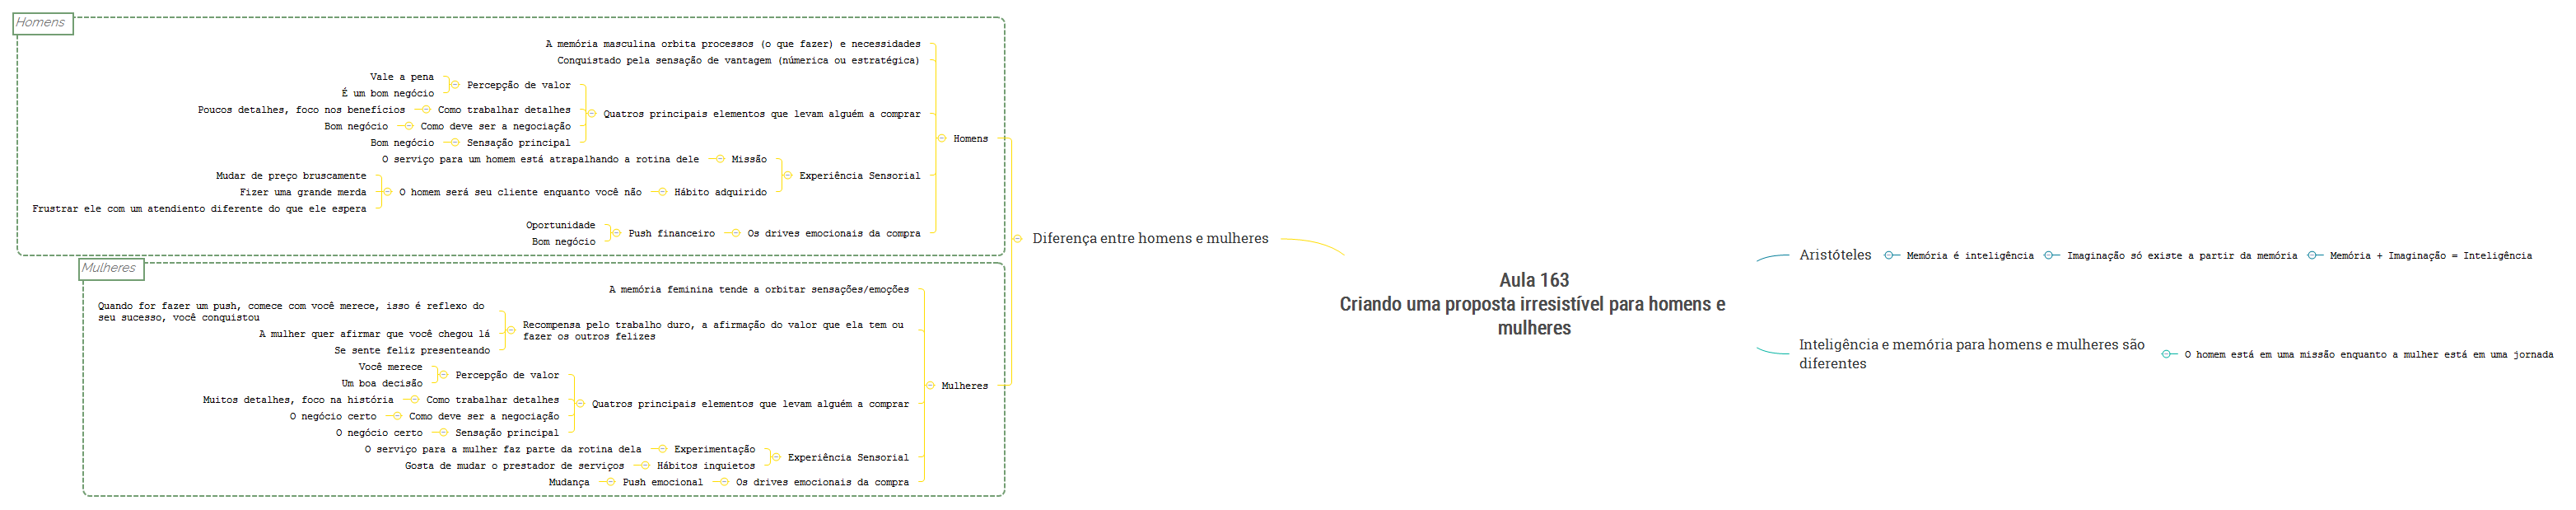 Homens
A memória masculina orbita processos (o que fazer) e necessidades
Conquistado pela sensação de vantagem (númerica ou estratégica)
Vale a pena
É um bom negócio
Percepção de valor
Poucos detalhes, foco nos benefícios
Como trabalhar detalhes
Bom negócio
Como deve ser a negociação
Bom negócio
Sensação principal
Quatros principais elementos que levam alguém a comprar
O serviço para um homem está atrapalhando a rotina dele
Missão
Mudar de preço bruscamente
Fizer uma grande merda
Frustrar ele com um atendiento diferente do que ele espera
O homem será seu cliente enquanto você não
Hábito adquirido
Experiência Sensorial
Oportunidade
Bom negócio
Push financeiro
Os drives emocionais da compra
Homens
Diferença entre homens e mulheres
Mulheres
A memória feminina tende a orbitar sensações/emoções
Quando for fazer um push, comece com você merece, isso é reflexo do
seu sucesso, você conquistou
A mulher quer afirmar que você chegou lá
Se sente feliz presenteando
Recompensa pelo trabalho duro, a afirmação do valor que ela tem ou
fazer os outros felizes
Você merece
Um boa decisão
Percepção de valor
Muitos detalhes, foco na história
Como trabalhar detalhes
O negócio certo
Como deve ser a negociação
O negócio certo
Sensação principal
Quatros principais elementos que levam alguém a comprar
O serviço para a mulher faz parte da rotina dela
Experimentação
Gosta de mudar o prestador de serviços
Hábitos inquietos
Experiência Sensorial
Mudança
Push emocional
Os drives emocionais da compra
Mulheres
Aula 163
Criando uma proposta irresistível para homens e
mulheres
Aristóteles
Memória é inteligência
Imaginação só existe a partir da memória
Memória + Imaginação = Inteligência
Inteligência e memória para homens e mulheres são
diferentes
O homem está em uma missão enquanto a mulher está em uma jornada